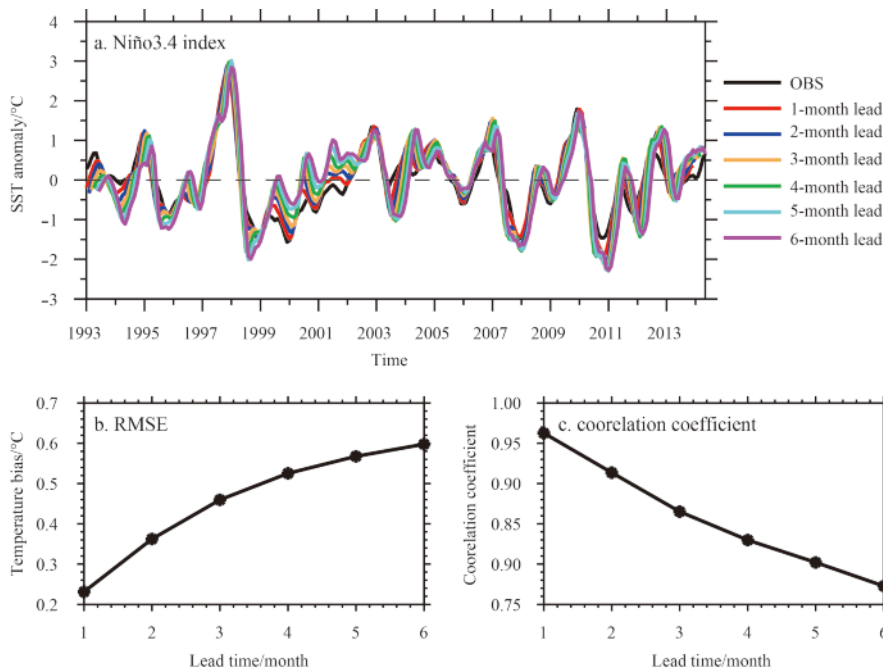 a. Niño3.4 index
SST anomaly/°C
4
3
2
1
0
−1
−2
−3
1993 1995 1997 1999 2001 2003 2005 2007 2009 2011 2013
Time
OBS
1-month lead
2-month lead
3-month lead
4-month lead
5-month lead
6-month lead
b. RMSE
Temperature bias/°C
0.7
0.6
0.5
0.4
0.3
0.2
1 2 3 4 5 6
Lead time/month
c. coorelation coefficient
Coorelation coefficient
1.00
0.95
0.90
0.85
0.90
0.75
1 2 3 4 5 6
Lead time/month